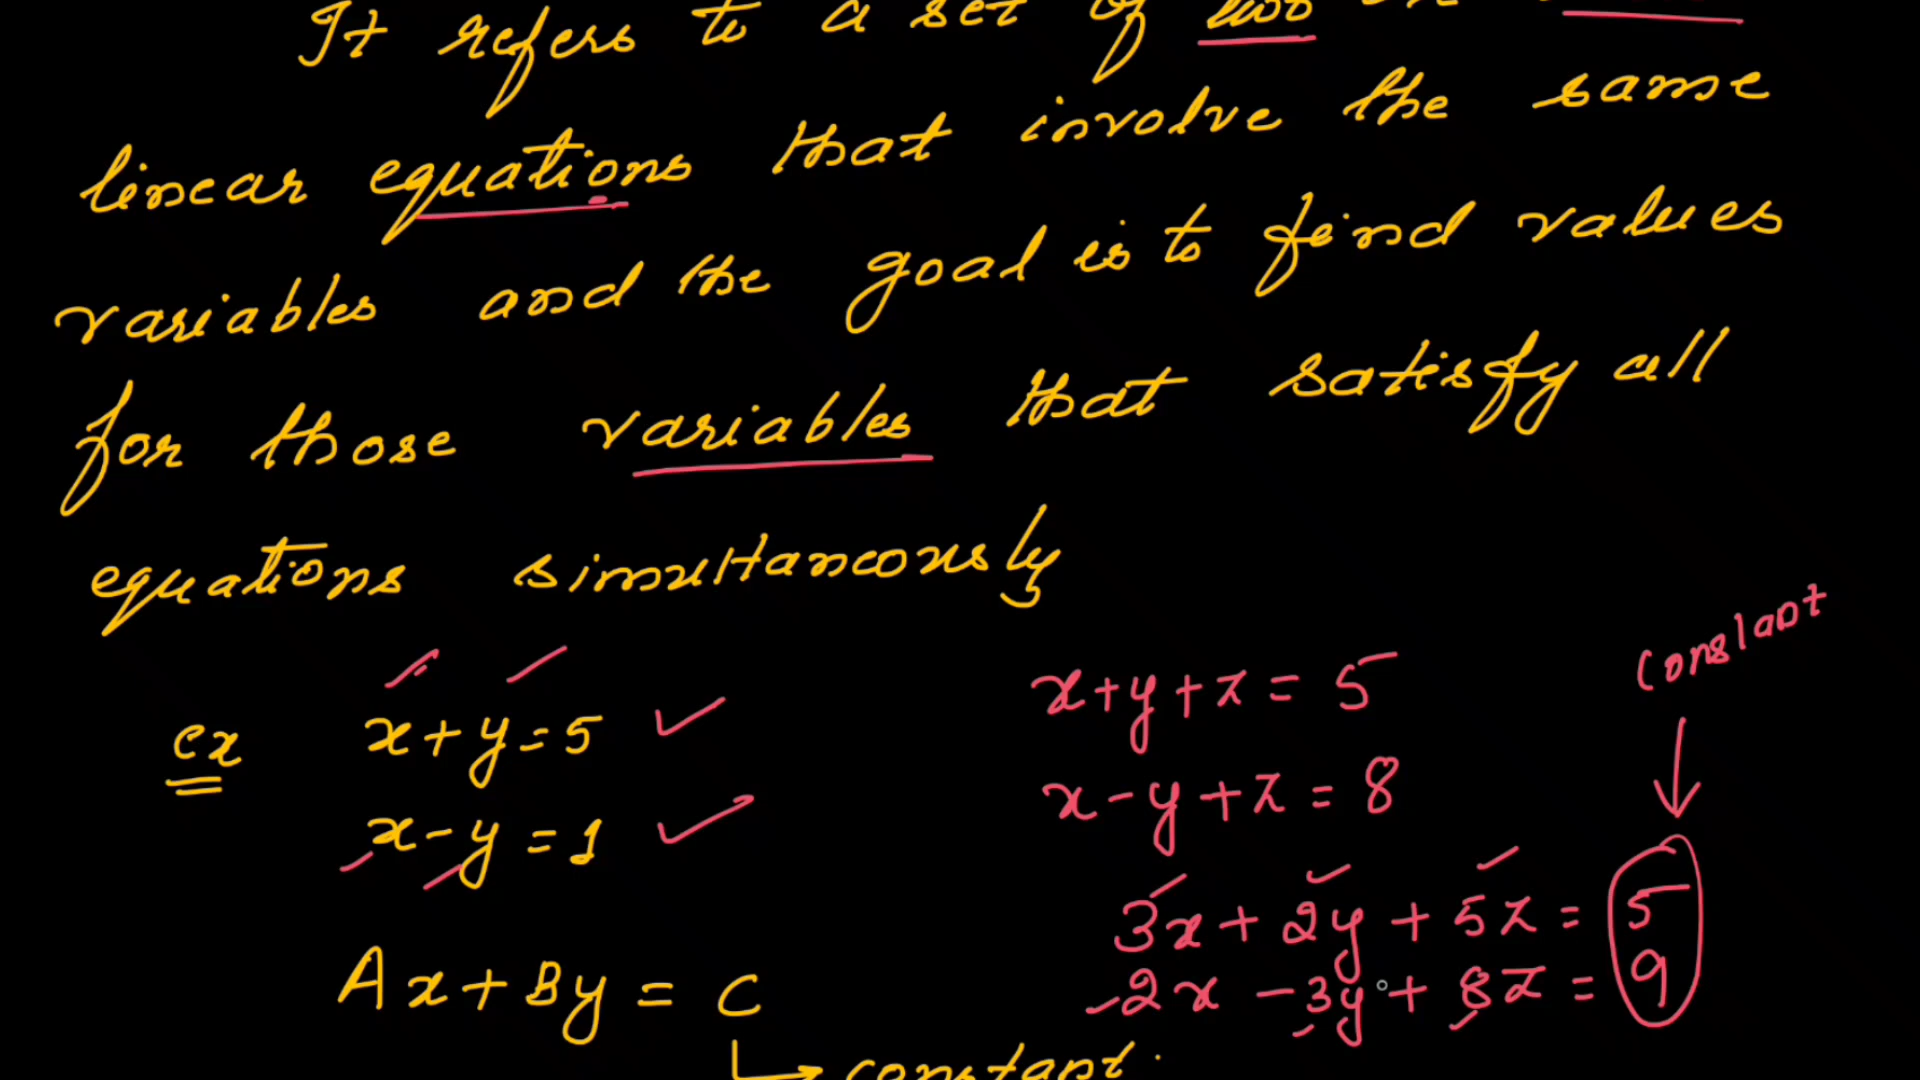 It refers to a set of two or
linear equations that involve the same
variables and the goal is to find values
for those variables that satisfy all
equations simultaneously
ex x+y=5
x-y=1
Ax+By = C
constant.
x+y+z = 5
x-y+z = 8
constant
3x+2y+5z = 5
2x-3y+8z = 9